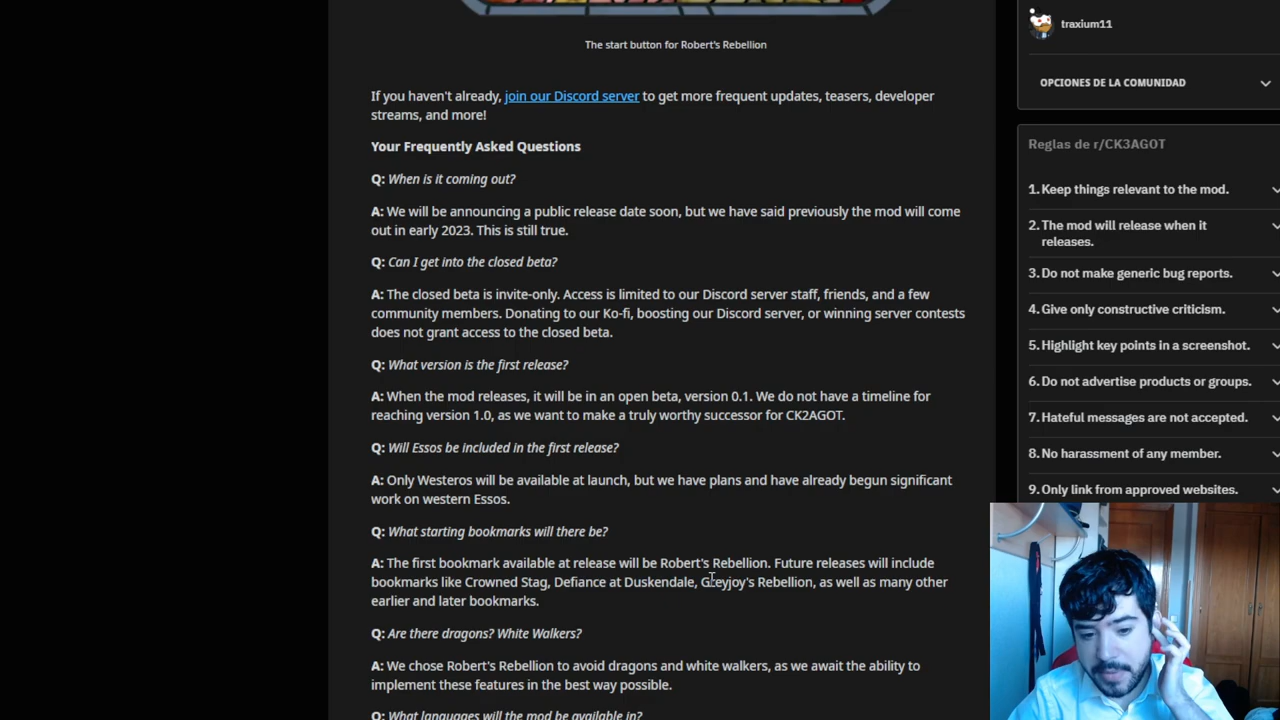 The start button for Robert's Rebellion
If you haven't already, join our Discord server to get more frequent updates, teasers, developer
streams, and more!
Your Frequently Asked Questions
Q: When is it coming out?
A: We will be announcing a public release date soon, but we have said previously the mod will come
out in early 2023. This is still true.
Q: Can I get into the closed beta?
A: The closed beta is invite-only. Access is limited to our Discord server staff, friends, and a few
community members. Donating to our Ko-fi, boosting our Discord server, or winning server contests
does not grant access to the closed beta.
Q: What version is the first release?
A: When the mod releases, it will be in an open beta, version 0.1. We do not have a timeline for
reaching version 1.0, as we want to make a truly worthy successor for CK2AGOT.
Q: Will Essos be included in the first release?
A: Only Westeros will be available at launch, but we have plans and have already begun significant
work on western Essos.
Q: What starting bookmarks will there be?
A: The first bookmark available at release will be Robert's Rebellion. Future releases will include
bookmarks like Crowned Stag, Defiance at Duskendale, Greyjoy's Rebellion, as well as many other
earlier and later bookmarks.
Q: Are there dragons? White Walkers?
A: We chose Robert's Rebellion to avoid dragons and white walkers, as we await the ability to
implement these features in the best way possible.
Q: What languages will the mod be available in?
traxium11
OPCIONES DE LA COMUNIDAD
Reglas de r/CK3AGOT
1. Keep things relevant to the mod.
2. The mod will release when it
releases.
3. Do not make generic bug reports.
4. Give only constructive criticism.
5. Highlight key points in a screenshot.
6. Do not advertise products or groups.
7. Hateful messages are not accepted.
8. No harassment of any member.
9. Only link from approved websites.